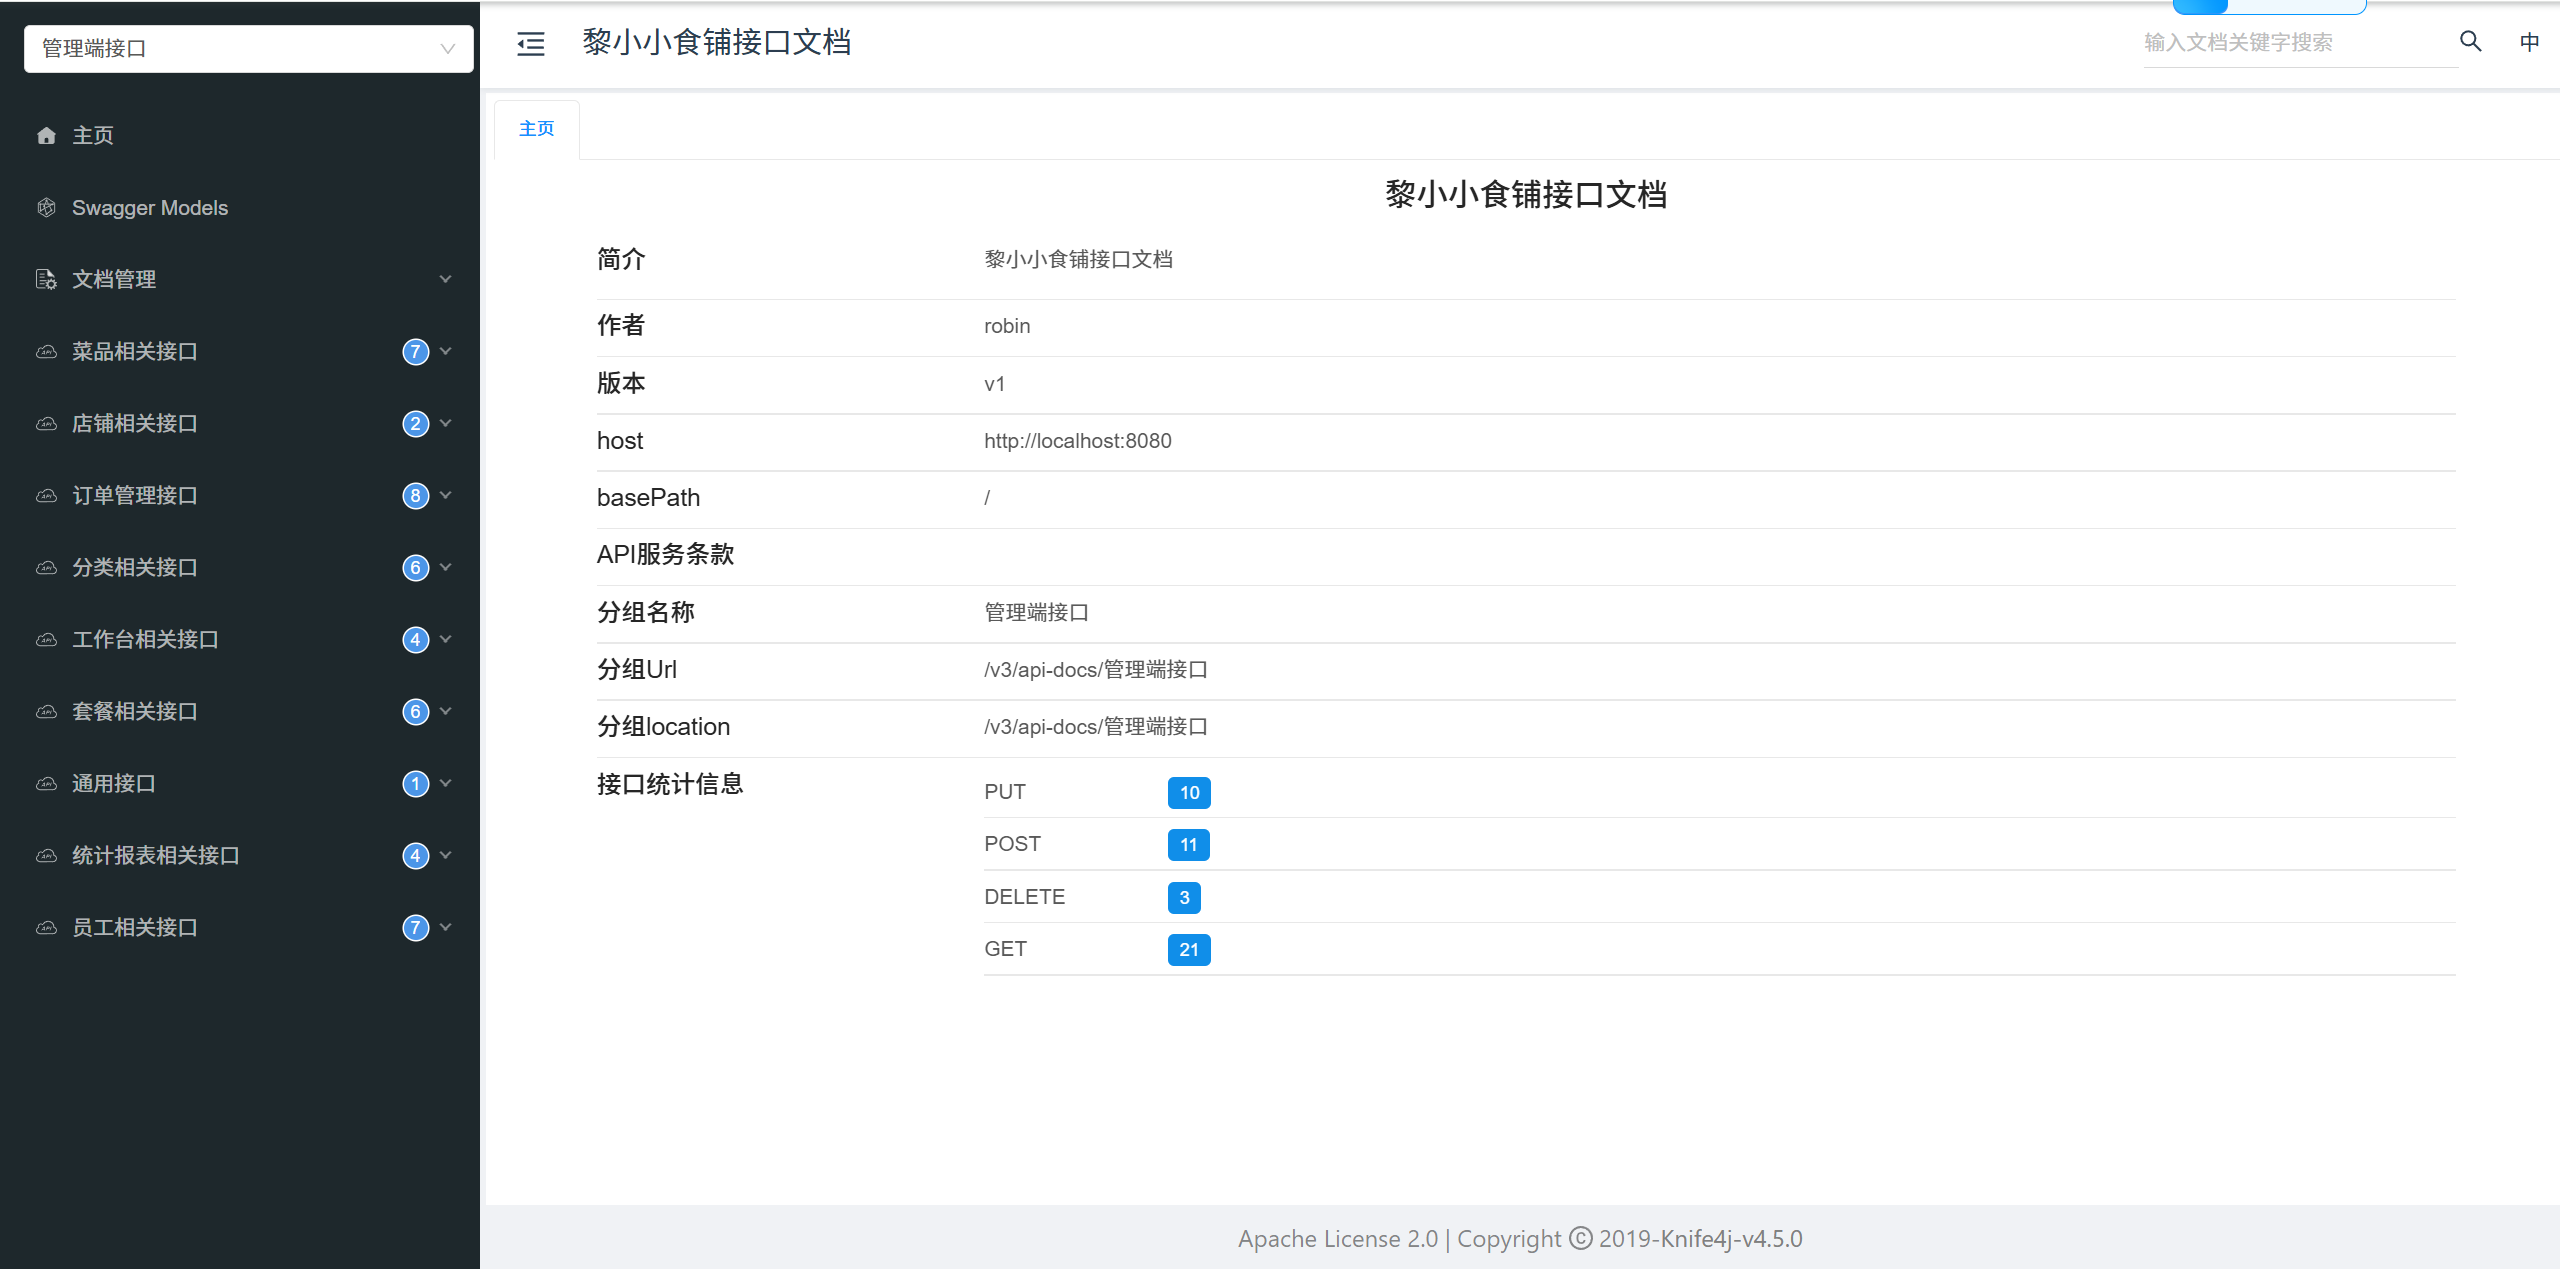 管理端接口
主页
Swagger Models
文档管理
菜品相关接口 7
店铺相关接口 2
订单管理接口 8
分类相关接口 6
工作台相关接口 4
套餐相关接口 6
通用接口 1
统计报表相关接口 4
员工相关接口 7
黎小小食铺接口文档
输入文档关键字搜索
中
主页
黎小小食铺接口文档
简介 黎小小食铺接口文档
作者 robin
版本 v1
host http://localhost:8080
basePath /
API服务条款
分组名称 管理端接口
分组Url /v3/api-docs/管理端接口
分组location /v3/api-docs/管理端接口
接口统计信息
PUT 10
POST 11
DELETE 3
GET 21
Apache License 2.0 | Copyright © 2019-Knife4j-v4.5.0